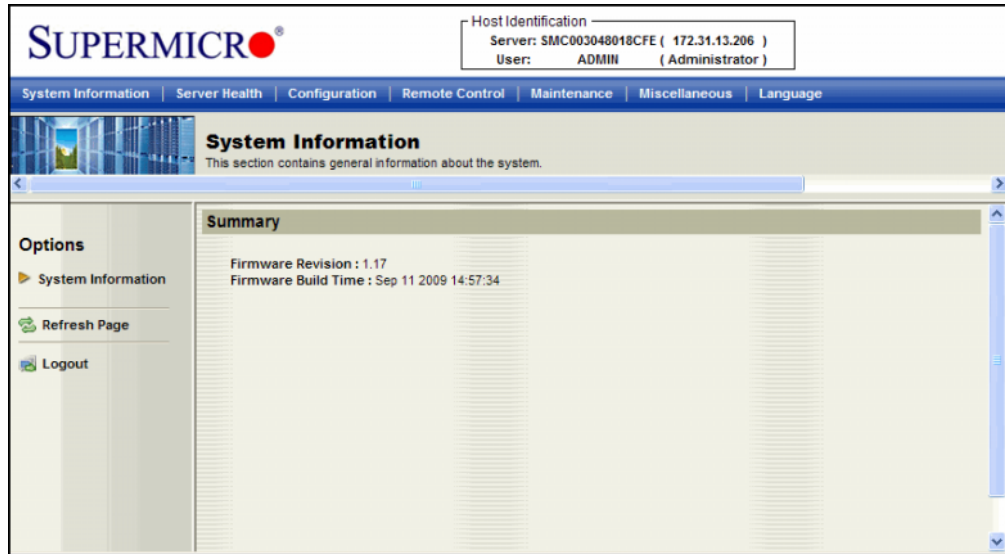 SUPERMICRO®
Host Identification
Server: SMC003048018CFE ( 172.31.13.206 )
User: ADMIN ( Administrator )
System Information | Server Health | Configuration | Remote Control | Maintenance | Miscellaneous | Language
System Information
This section contains general information about the system.
Options
System Information
Refresh Page
Logout
Summary
Firmware Revision : 1.17
Firmware Build Time : Sep 11 2009 14:57:34